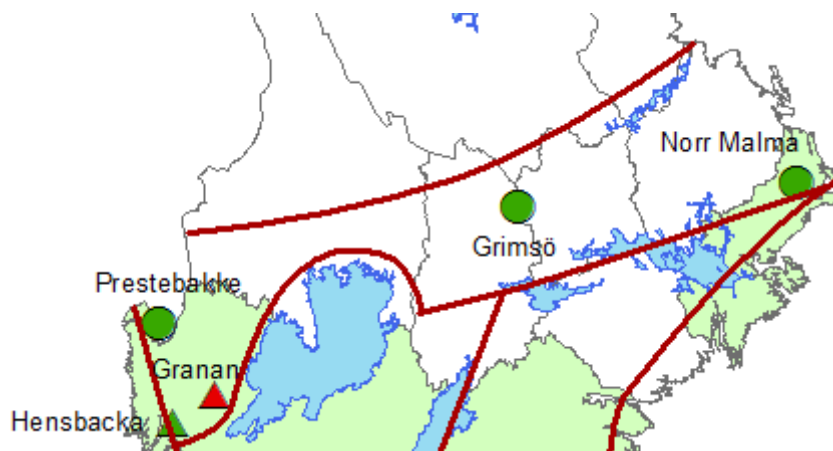 Norr Malma
Grimsö
Prestebakke
Granan
Hensbacka